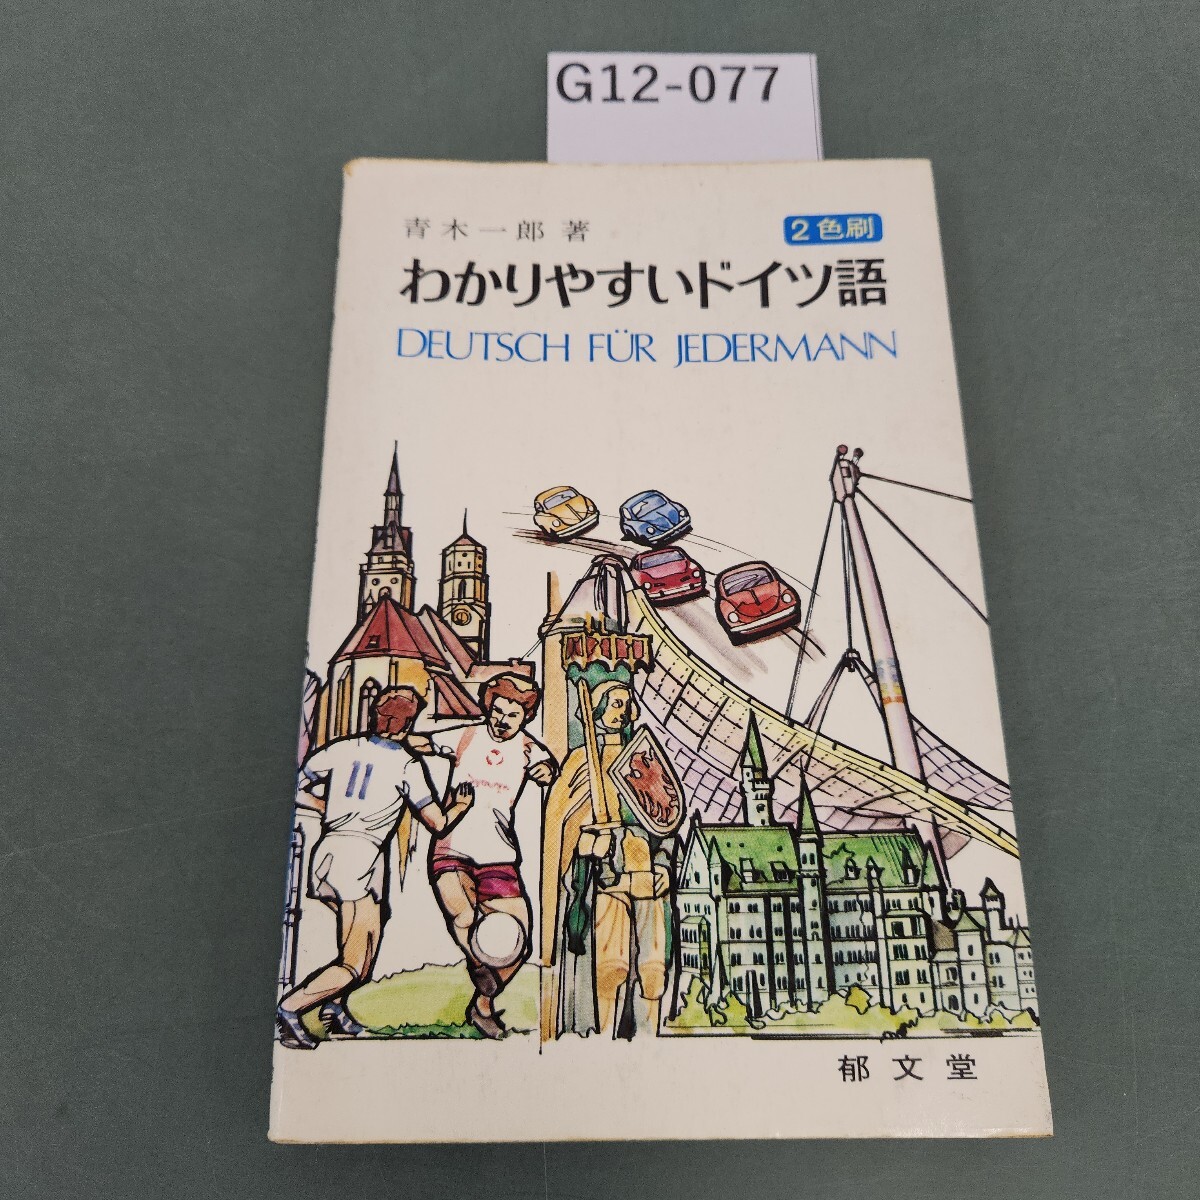 G12-077
青木一郎 著
2色刷
わかりやすいドイツ語
DEUTSCH FÜR JEDERMANN
11
郁文堂